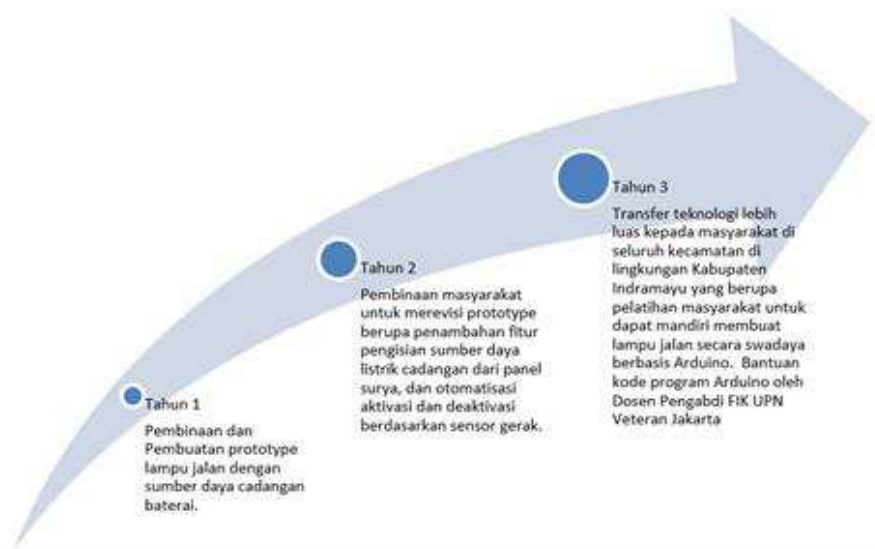 Tahun 3
Transfer teknologi lebih
luas kepada masyarakat di
seluruh kecamatan di
lingkungan Kabupaten
Indramayu yang berupa
pelatihan masyarakat untuk
dapat mandiri membuat
lampu jalan secara swadaya
berbasis Arduino.  Bantuan
kode program Arduino oleh
Dosen Pengabdi FIK UPN
Veteran Jakarta
Tahun 2
Pembinaan masyarakat
untuk merevisi prototype
berupa penambahan fitur
pengisian sumber daya
listrik cadangan dari panel
surya, dan otomatisasi
aktivasi dan deaktivasi
berdasarkan sensor gerak.
Tahun 1
Pembinaan dan
Pembuatan prototype
lampu jalan dengan
sumber daya cadangan
baterai.